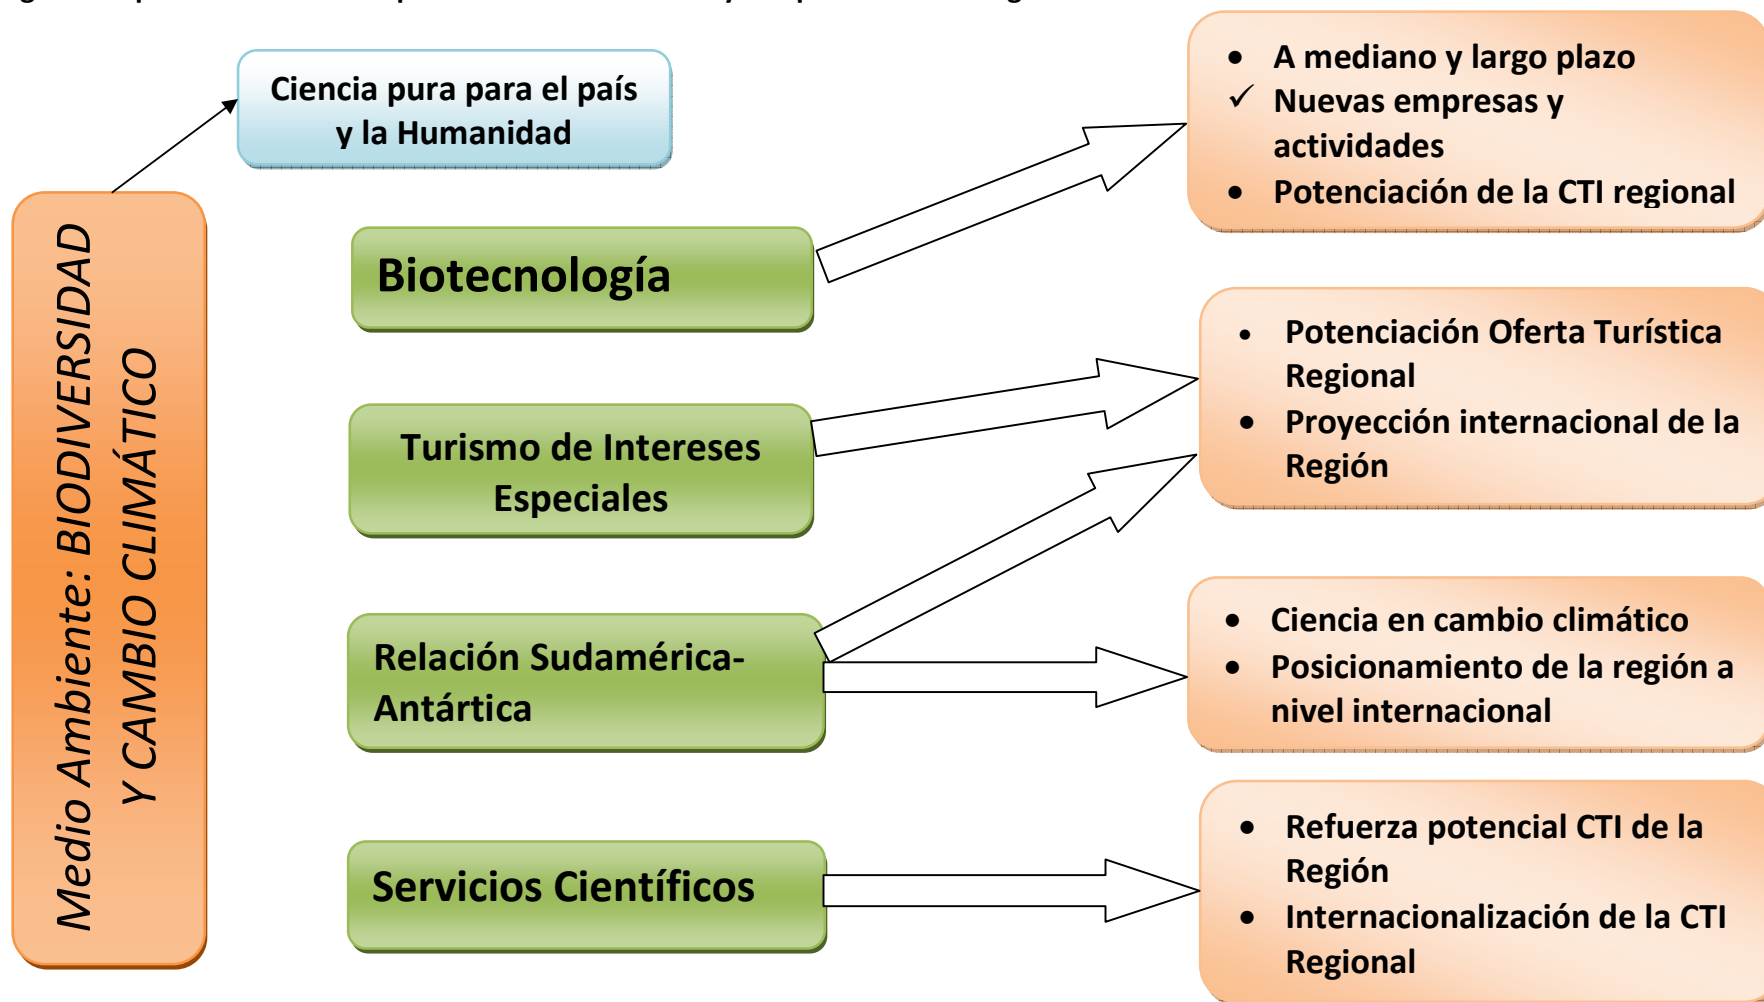 Ciencia pura para el país
y la Humanidad
Medio Ambiente: BIODIVERSIDAD
Y CAMBIO CLIMÁTICO
Biotecnología
Turismo de Intereses
Especiales
Relación Sudamérica-
Antártica
Servicios Científicos
• A mediano y largo plazo
✓ Nuevas empresas y
actividades
• Potenciación de la CTI regional
• Potenciación Oferta Turística
Regional
• Proyección internacional de la
Región
• Ciencia en cambio climático
• Posicionamiento de la región a
nivel internacional
• Refuerza potencial CTI de la
Región
• Internacionalización de la CTI
Regional